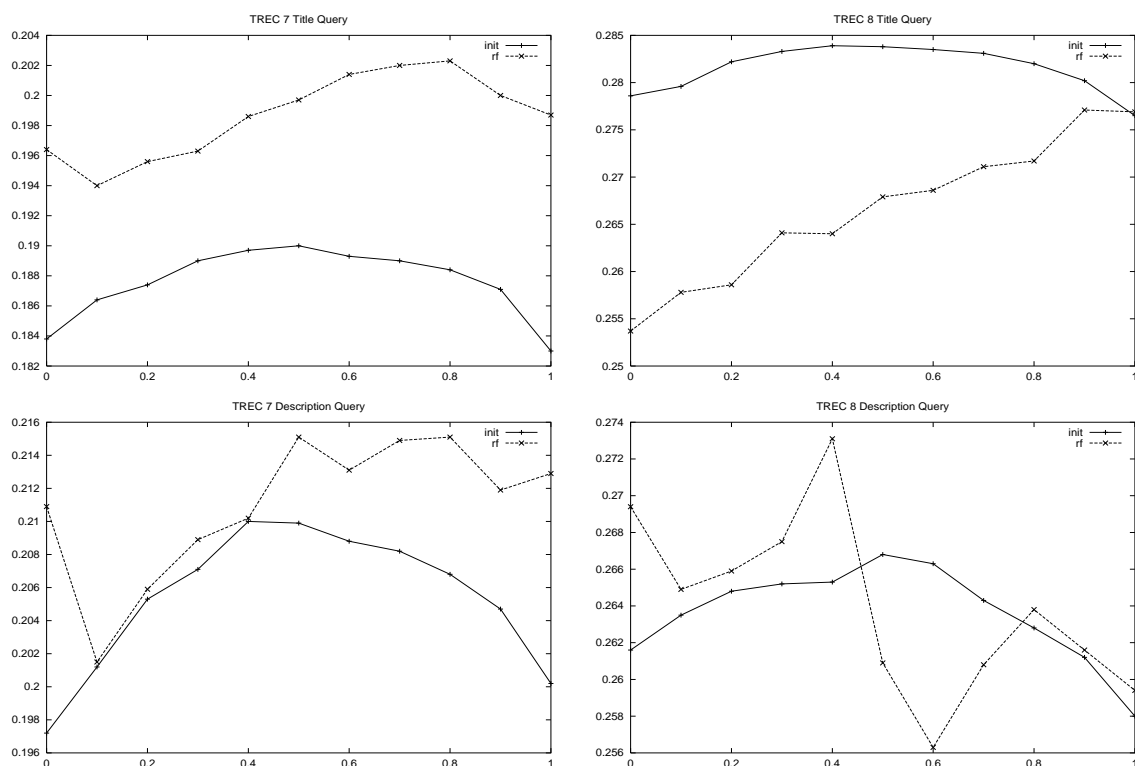 TREC 7 Title Query
0.204
0.202
0.2
0.198
0.196
0.194
0.192
0.19
0.188
0.186
0.184
0.182
0 0.2 0.4 0.6 0.8 1
init
rf
TREC 8 Title Query
0.285
0.28
0.275
0.27
0.265
0.26
0.255
0.25
0 0.2 0.4 0.6 0.8 1
init
rf
TREC 7 Description Query
0.216
0.214
0.212
0.21
0.208
0.206
0.204
0.202
0.2
0.198
0.196
0 0.2 0.4 0.6 0.8 1
init
rf
TREC 8 Description Query
0.274
0.272
0.27
0.268
0.266
0.264
0.262
0.26
0.258
0.256
0 0.2 0.4 0.6 0.8 1
init
rf